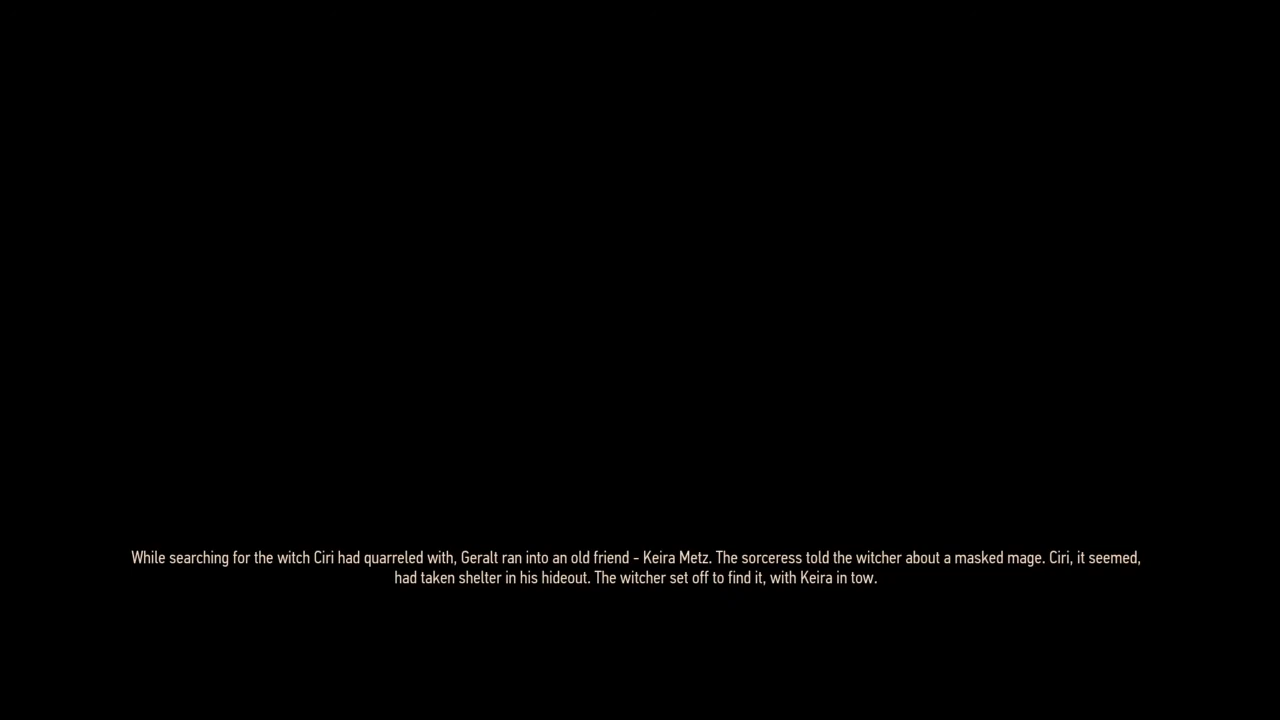 While searching for the witch Ciri had quarreled with, Geralt ran into an old friend - Keira Metz. The sorceress told the witcher about a masked mage. Ciri, it seemed,
had taken shelter in his hideout. The witcher set off to find it, with Keira in tow.